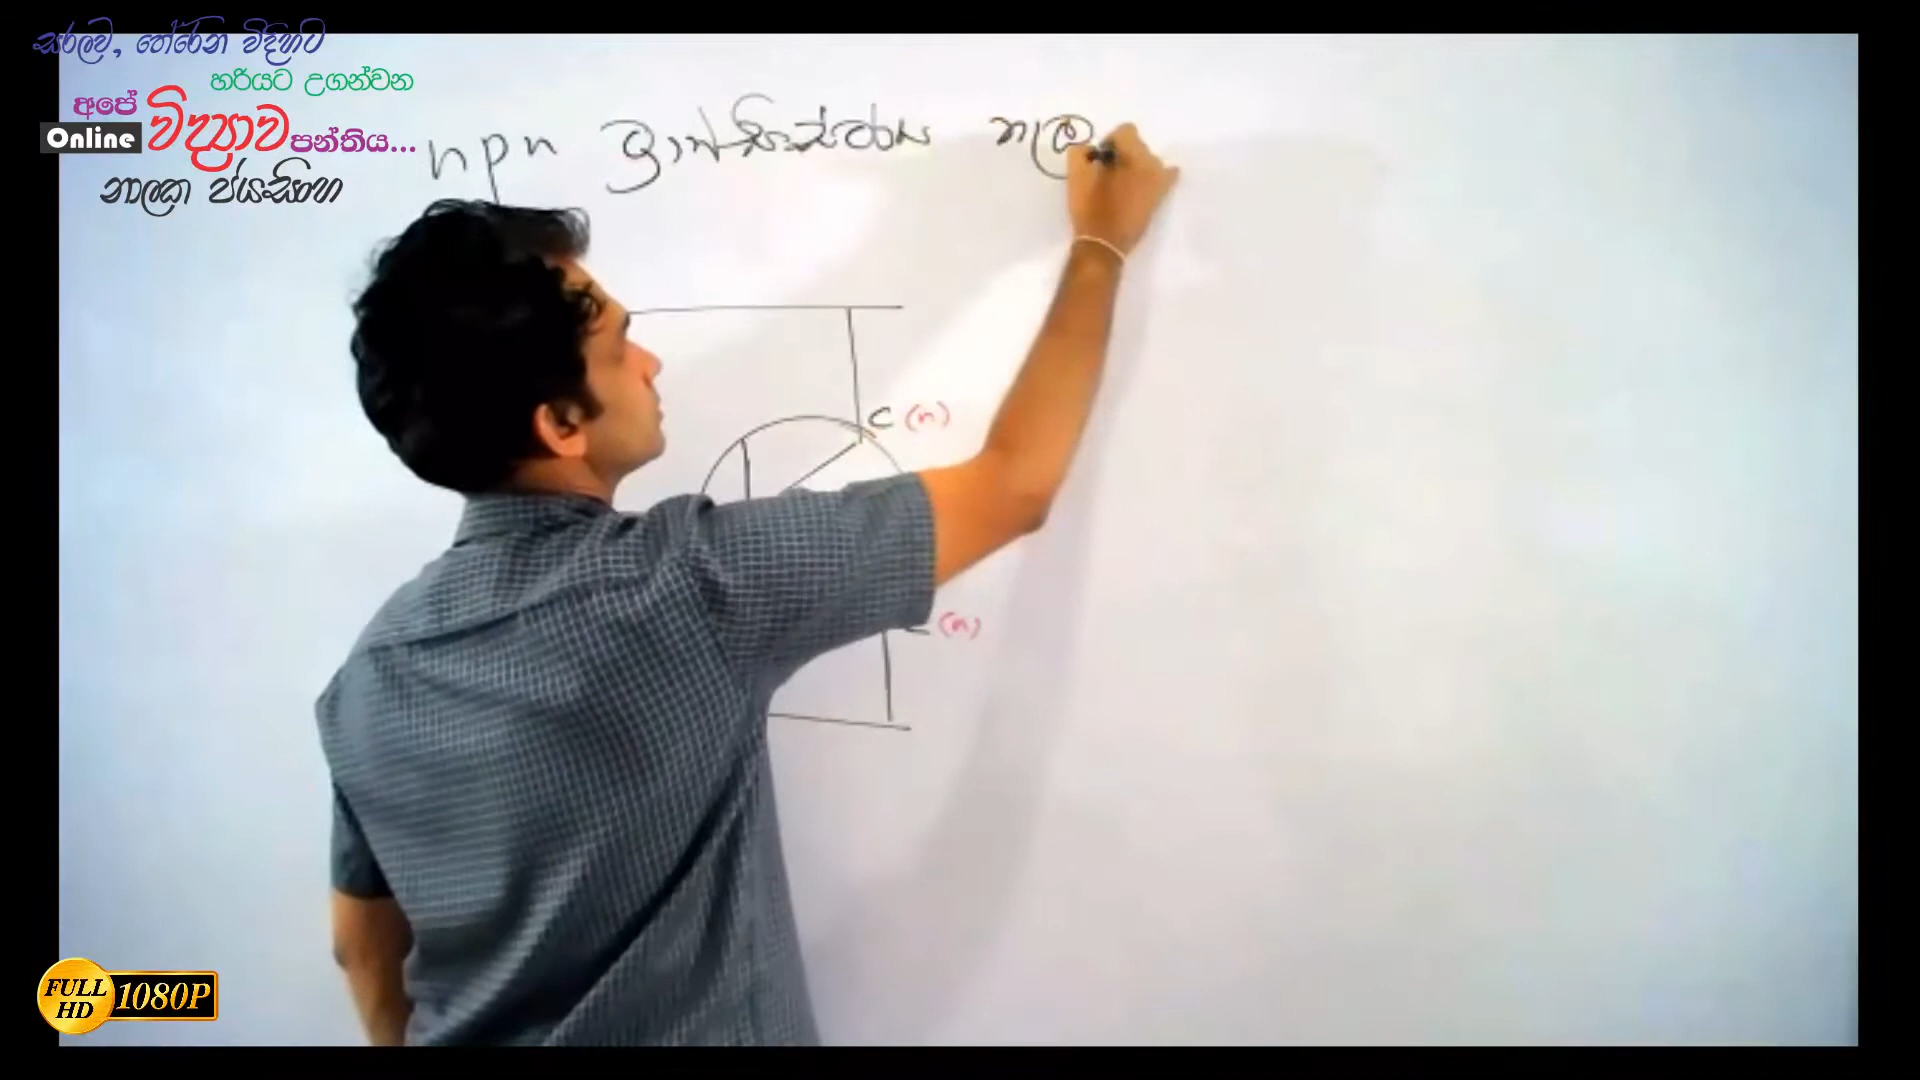 සරලව, තේරෙන විදිහට
හරියට උගන්වන
අපේ
Online විද්‍යාව පන්තිය...
නාලක ජයසිංහ
npn ට්‍රාන්සිස්ටරය නැඹු
C (n)
(n)
FULL HD 1080P